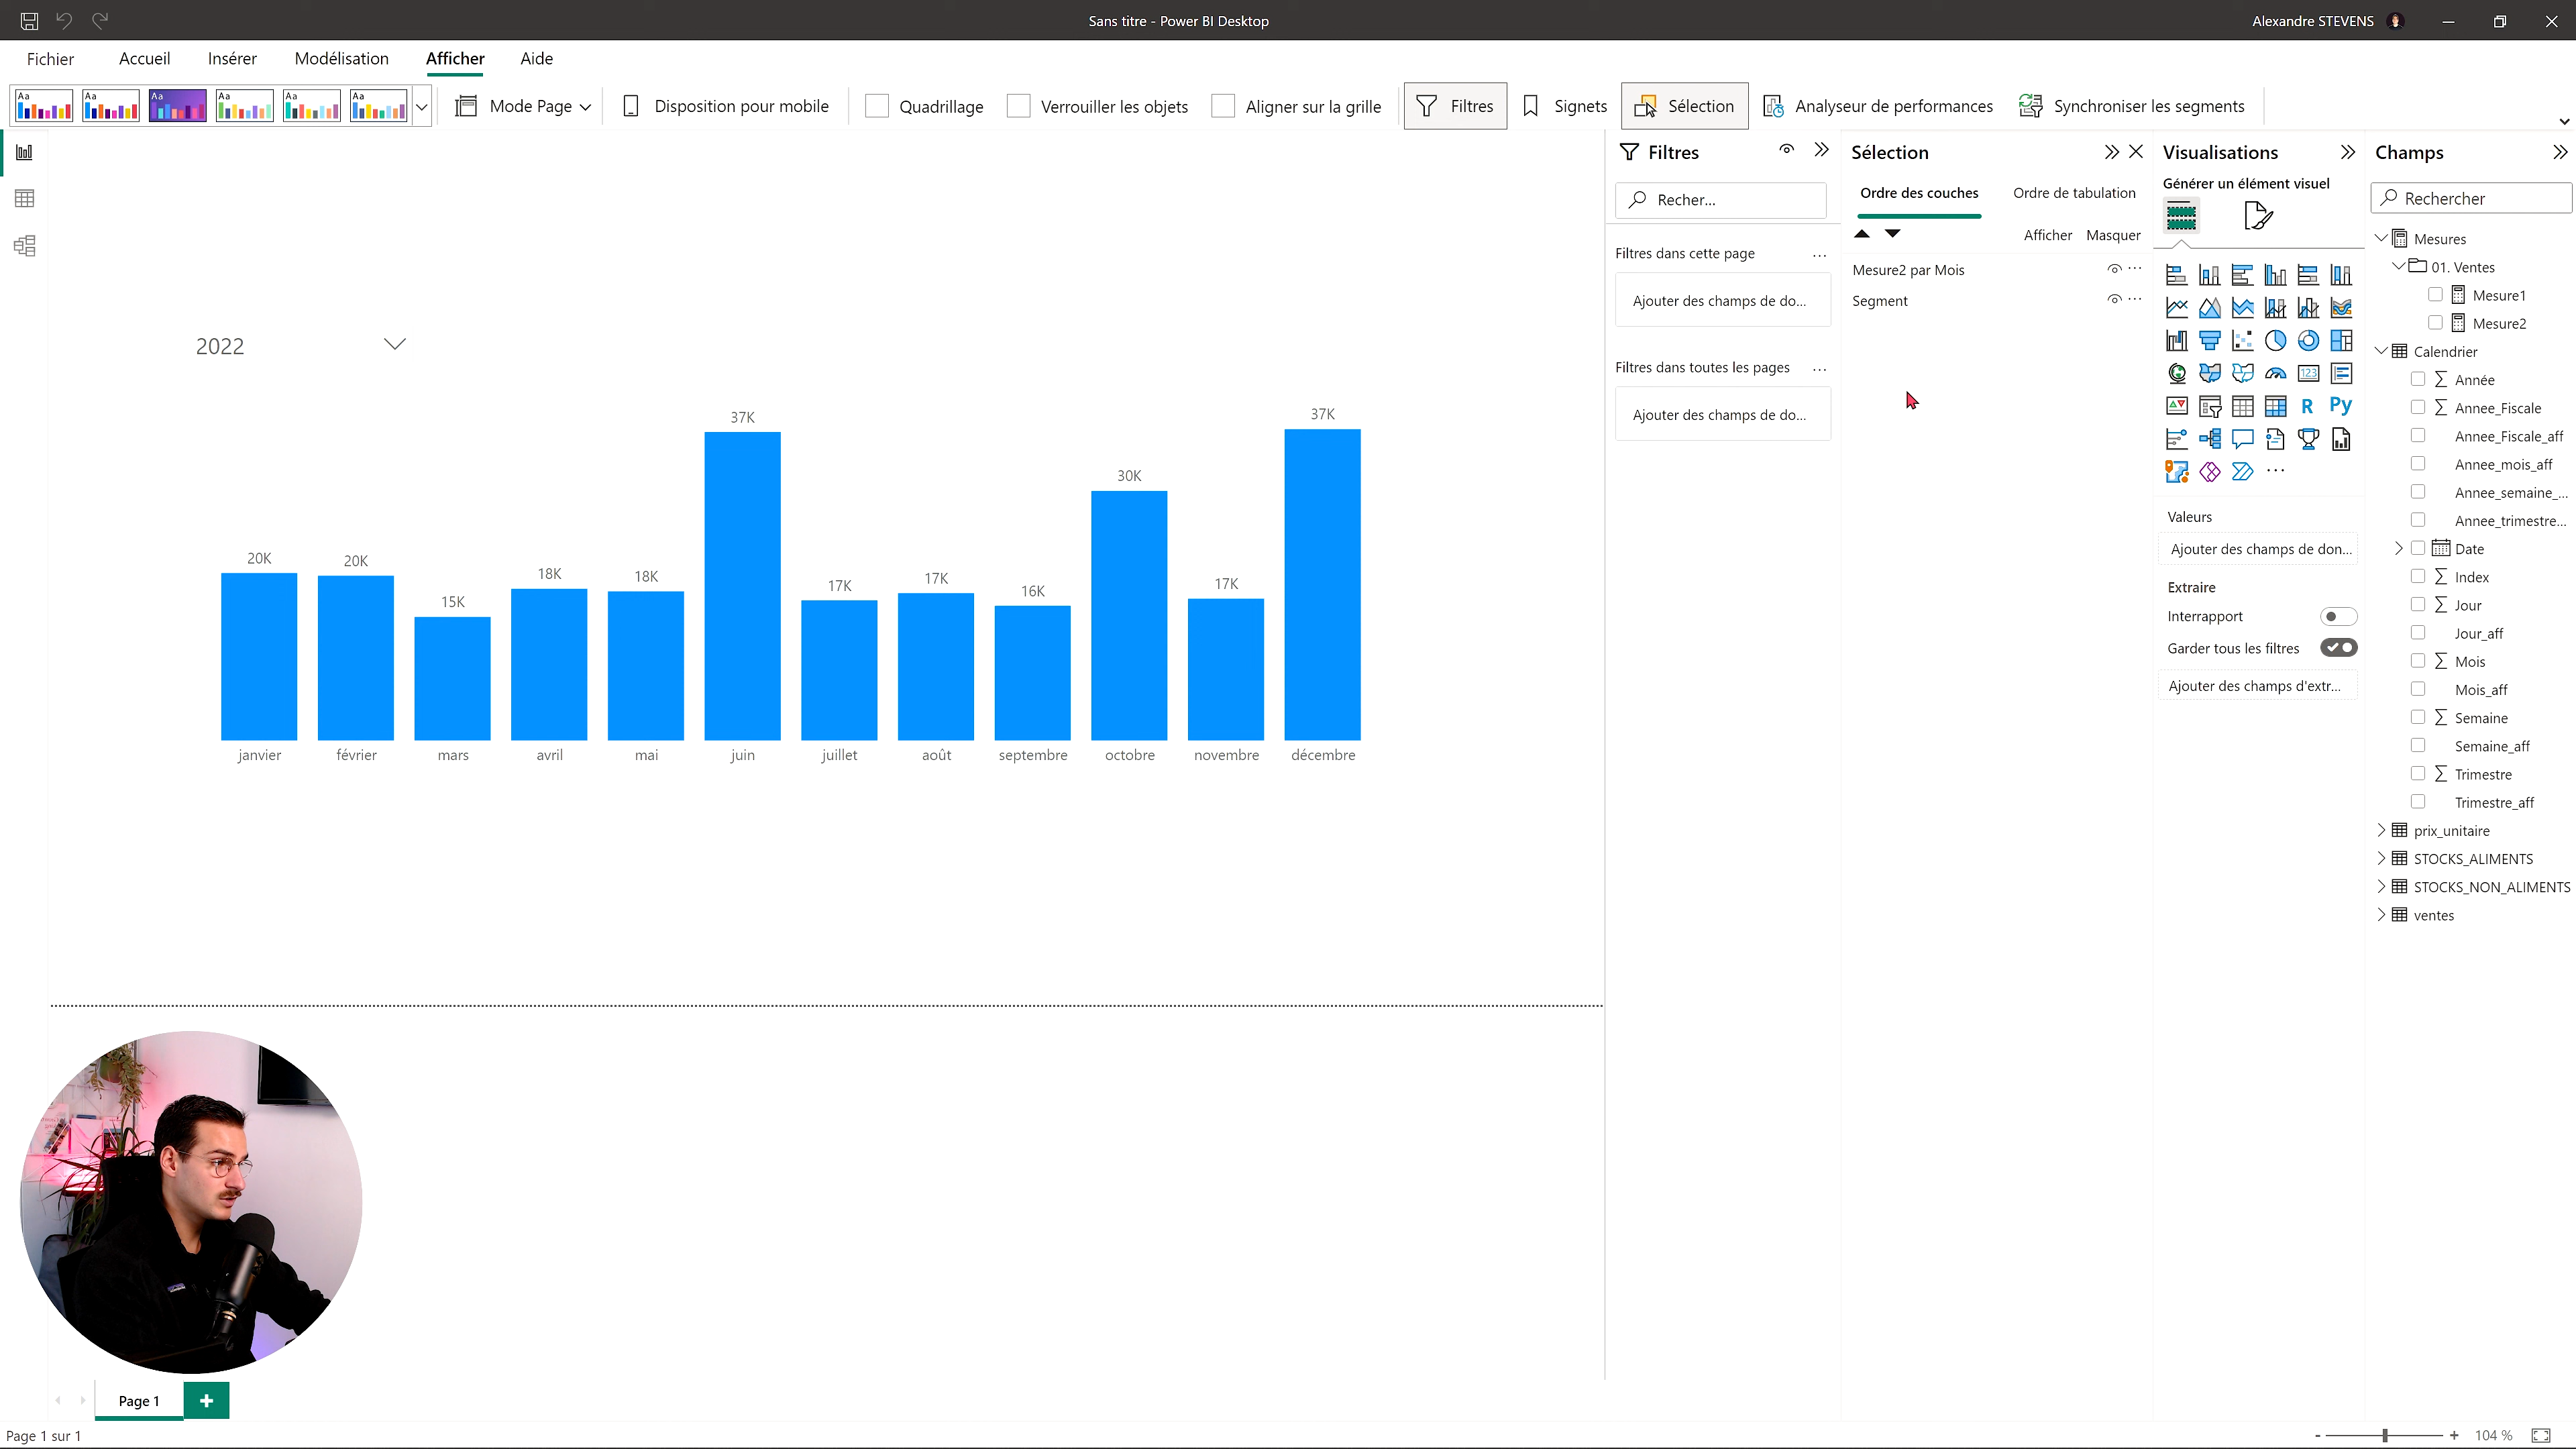 Sans titre - Power BI Desktop
Alexandre STEVENS
Fichier
Accueil
Insérer
Modélisation
Afficher
Aide
Aa
Aa
Aa
Aa
Aa
Aa
Mode Page
Disposition pour mobile
Quadrillage
Verrouiller les objets
Aligner sur la grille
Filtres
Signets
Sélection
Analyseur de performances
Synchroniser les segments
2022
37K
37K
30K
20K
20K
18K
18K
17K
17K
17K
16K
15K
janvier
février
mars
avril
mai
juin
juillet
août
septembre
octobre
novembre
décembre
Filtres
Recher...
Filtres dans cette page
Ajouter des champs de do...
Filtres dans toutes les pages
Ajouter des champs de do...
Sélection
Ordre des couches
Ordre de tabulation
Afficher
Masquer
Mesure2 par Mois
Segment
Visualisations
Générer un élément visuel
123
R
Py
Valeurs
Ajouter des champs de don...
Extraire
Interrapport
Garder tous les filtres
Ajouter des champs d'extr...
Champs
Rechercher
Mesures
01. Ventes
Mesure1
Mesure2
Calendrier
Année
Annee_Fiscale
Annee_Fiscale_aff
Annee_mois_aff
Annee_semaine_...
Annee_trimestre...
Date
Index
Jour
Jour_aff
Mois
Mois_aff
Semaine
Semaine_aff
Trimestre
Trimestre_aff
prix_unitaire
STOCKS_ALIMENTS
STOCKS_NON_ALIMENTS
ventes
Page 1
Page 1 sur 1
104 %